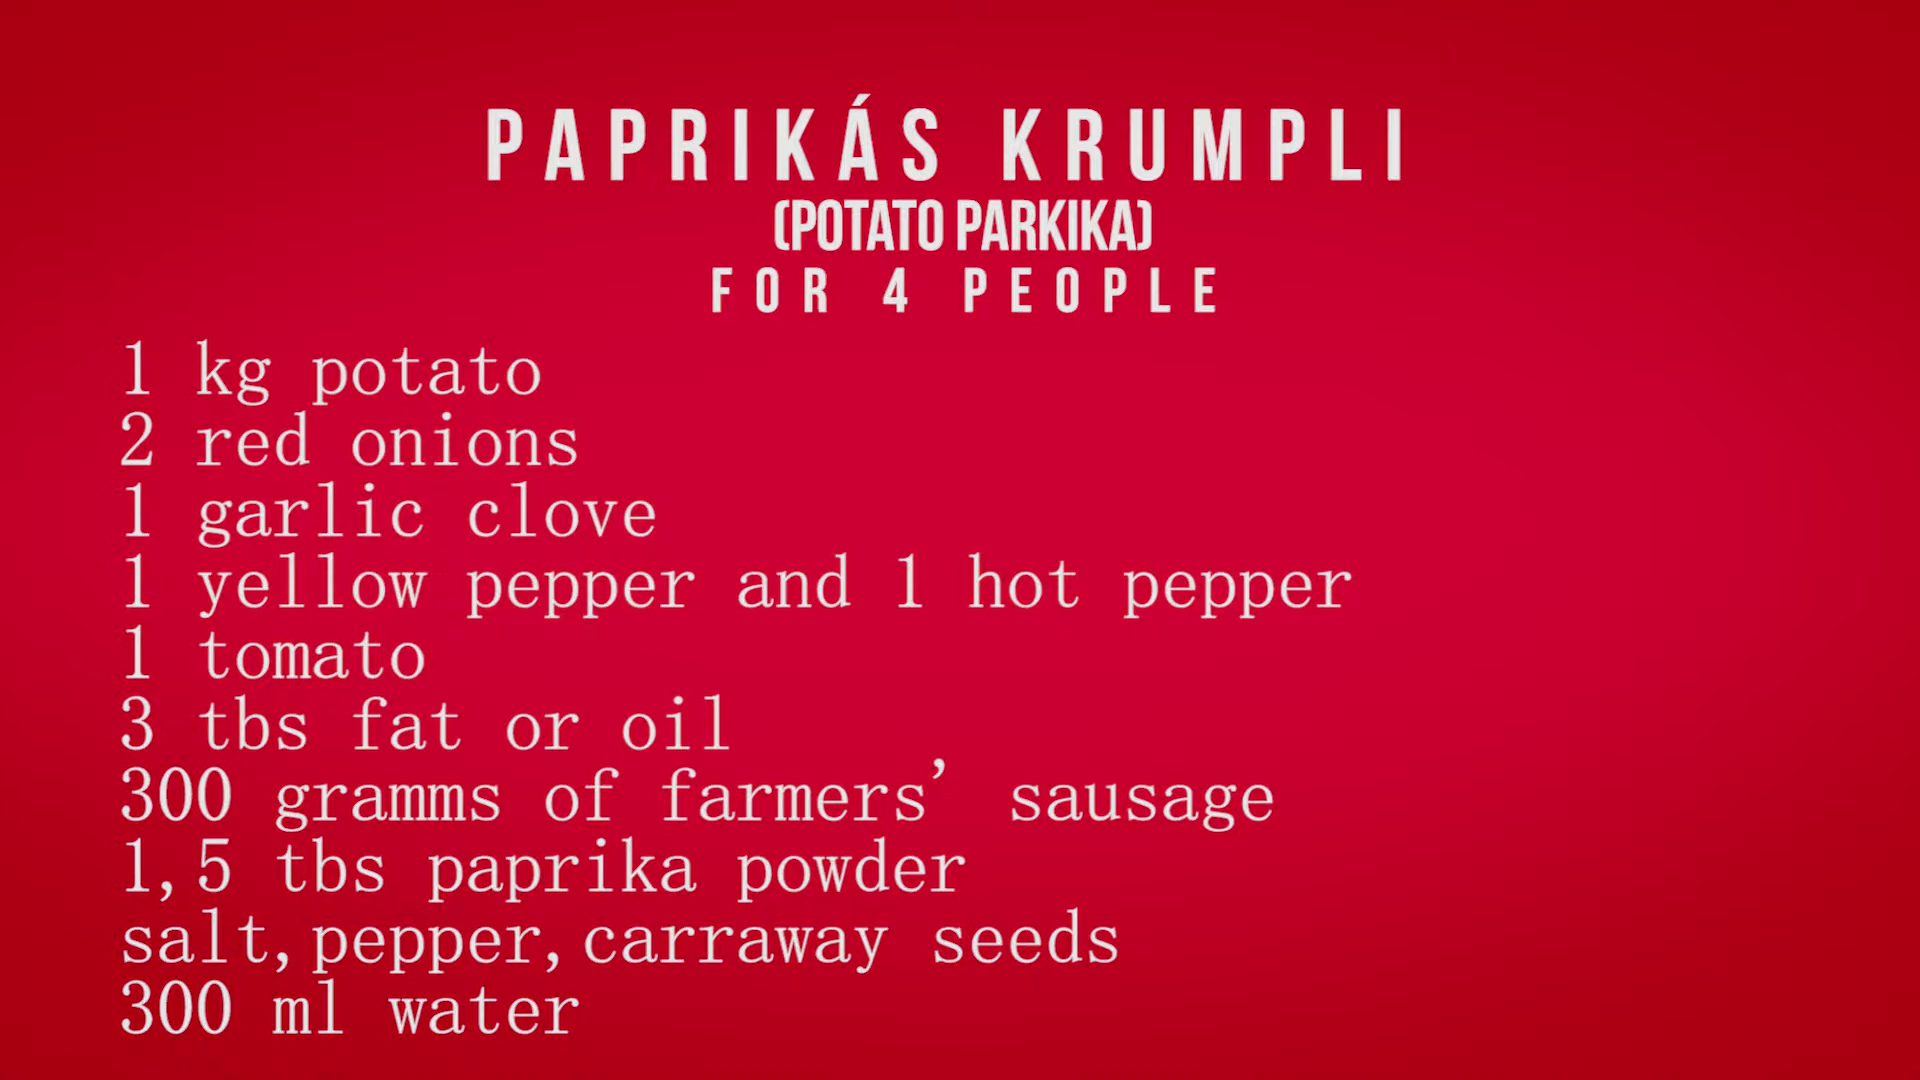 PAPRIKÁS KRUMPLI
(POTATO PARKIKA)
FOR 4 PEOPLE
1 kg potato
2 red onions
1 garlic clove
1 yellow pepper and 1 hot pepper
1 tomato
3 tbs fat or oil
300 gramms of farmers' sausage
1,5 tbs paprika powder
salt,pepper,carraway seeds
300 ml water